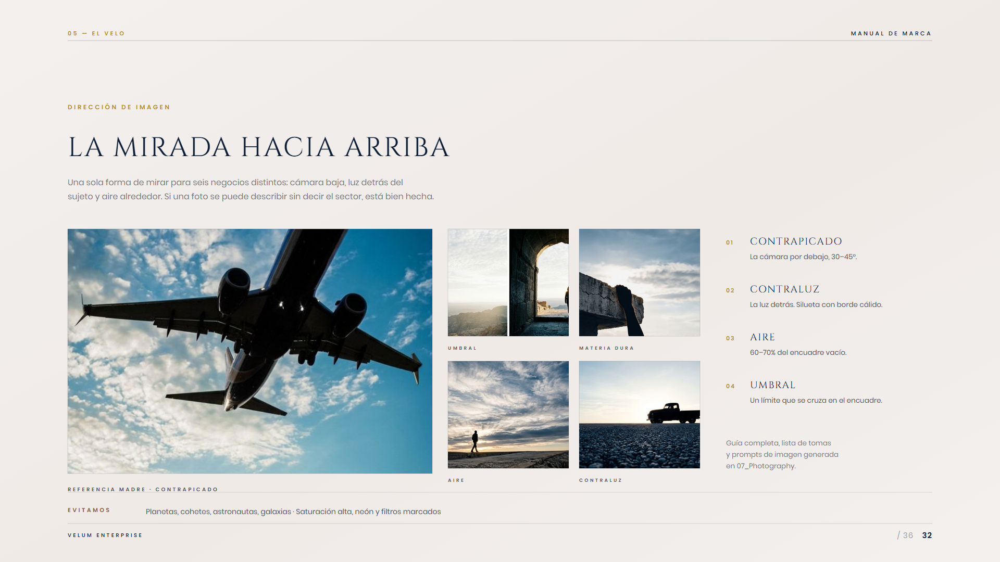 05 — EL VELO
MANUAL DE MARCA
DIRECCIÓN DE IMAGEN
LA MIRADA HACIA ARRIBA
Una sola forma de mirar para seis negocios distintos: cámara baja, luz detrás del
sujeto y aire alrededor. Si una foto se puede describir sin decir el sector, está bien hecha.
REFERENCIA MADRE · CONTRAPICADO
UMBRAL
MATERIA DURA
AIRE
CONTRALUZ
01 CONTRAPICADO
La cámara por debajo, 30–45º.
02 CONTRALUZ
La luz detrás. Silueta con borde cálido.
03 AIRE
60–70% del encuadre vacío.
04 UMBRAL
Un límite que se cruza en el encuadre.
Guía completa, lista de tomas
y prompts de imagen generada
en 07_Photography.
EVITAMOS
Planetas, cohetes, astronautas, galaxias · Saturación alta, neón y filtros marcados
VELUM ENTERPRISE
/ 36 32